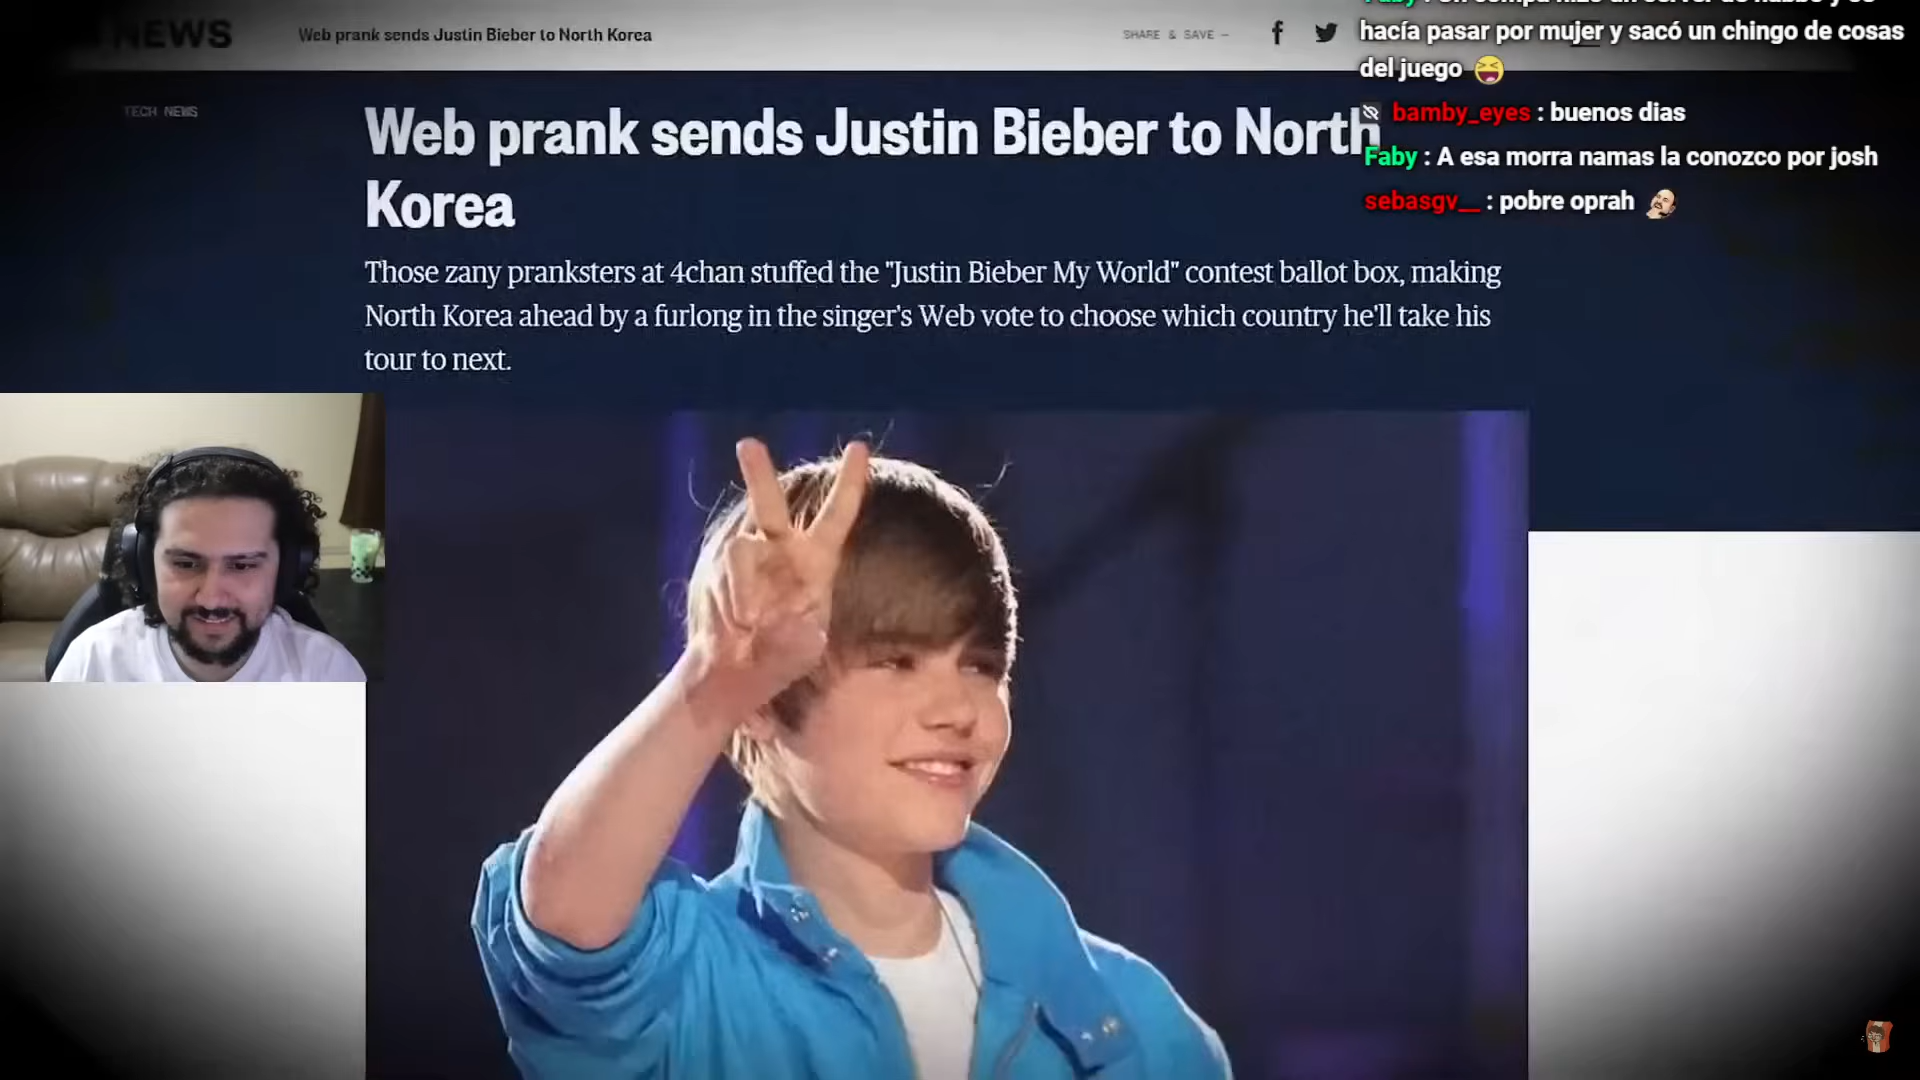 NEWS
Web prank sends Justin Bieber to North Korea
SHARE & SAVE —
TECH NEWS
Web prank sends Justin Bieber to North
Korea
Those zany pranksters at 4chan stuffed the "Justin Bieber My World" contest ballot box, making
North Korea ahead by a furlong in the singer's Web vote to choose which country he'll take his
tour to next.
hacía pasar por mujer y sacó un chingo de cosas
del juego
bamby_eyes : buenos dias
Faby : A esa morra namas la conozco por josh
sebasgv__ : pobre oprah